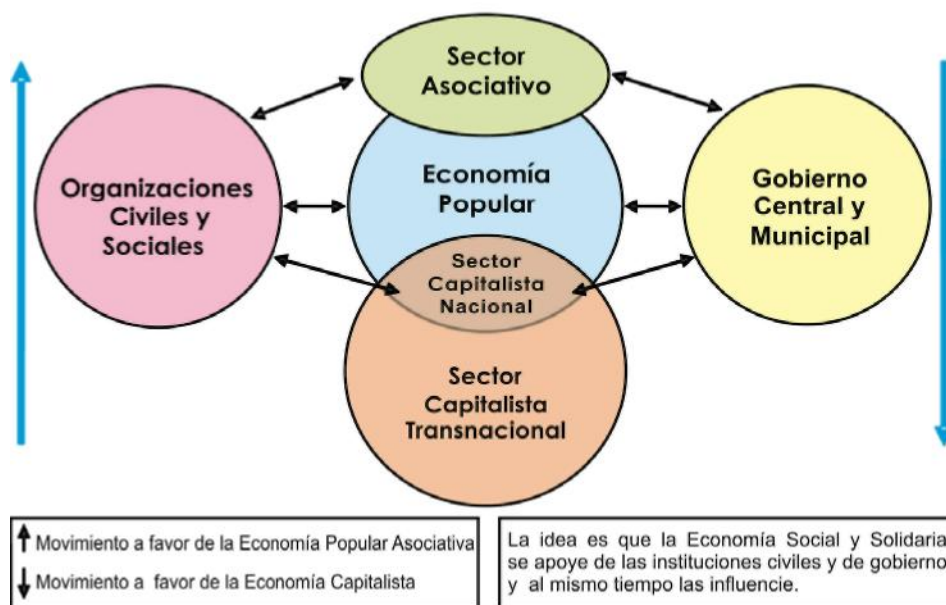 Sector
Asociativo
Organizaciones
Civiles y
Sociales
Economía
Popular
Gobierno
Central y
Municipal
Sector
Capitalista
Nacional
Sector
Capitalista
Transnacional
Movimiento a favor de la Economía Popular Asociativa
Movimiento a favor de la Economía Capitalista
La idea es que la Economía Social y Solidaria
se apoye de las instituciones civiles y de gobierno
y al mismo tiempo las influencie.